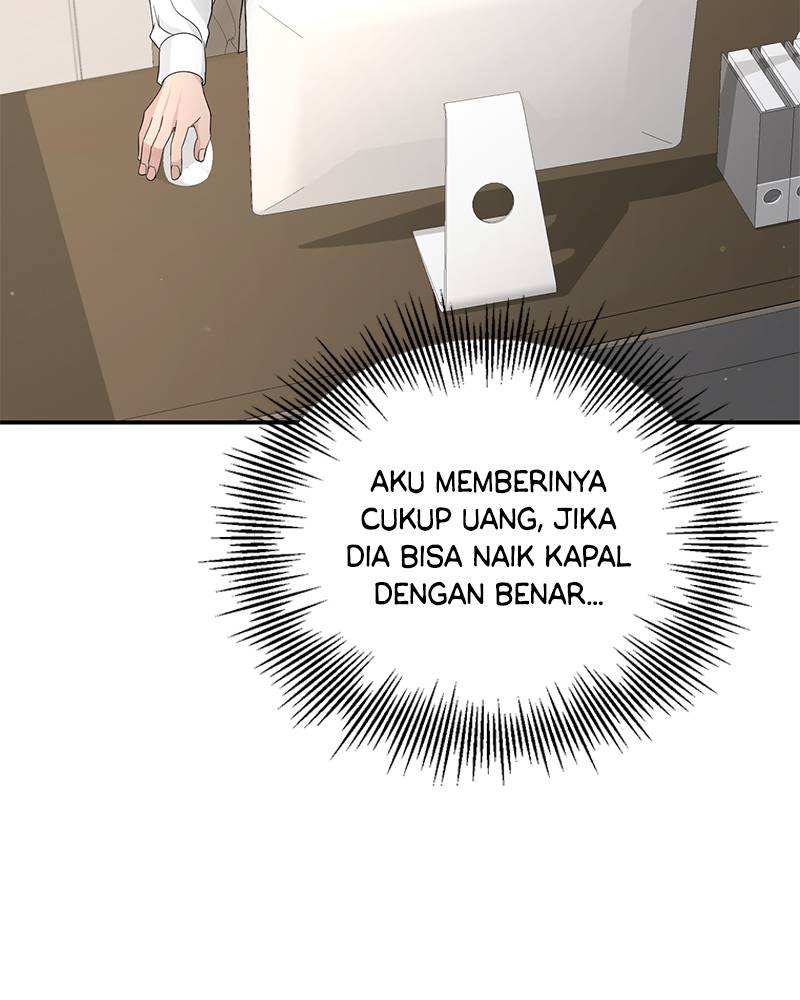 AKU MEMBERINYA
CUKUP UANG, JIKA
DIA BISA NAIK KAPAL
DENGAN BENAR...